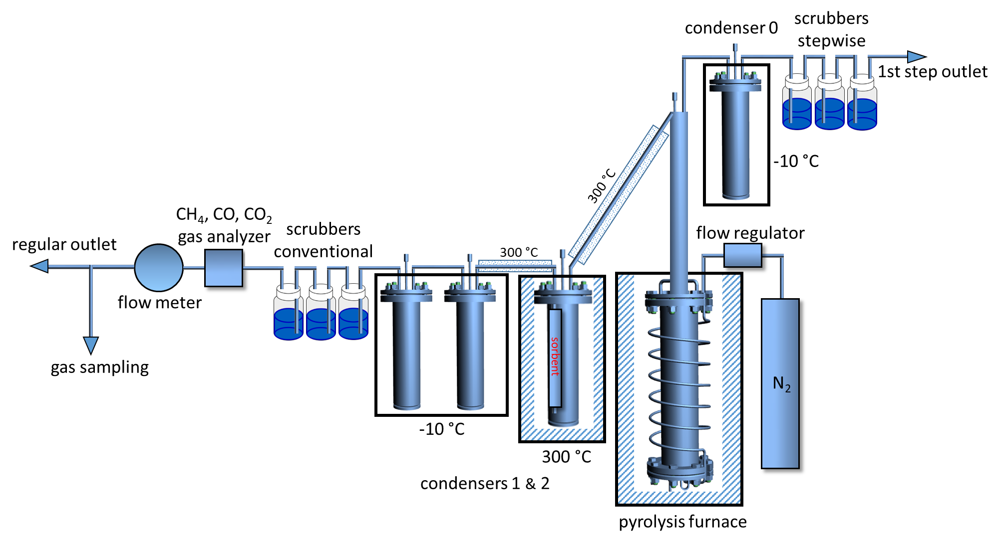 scrubbers
stepwise
condenser 0
1st step outlet
-10 °C
300 °C
CH₄, CO, CO₂
gas analyzer
scrubbers
conventional
regular outlet
flow meter
gas sampling
300 °C
flow regulator
sorbent
N₂
-10 °C
300 °C
condensers 1 & 2
pyrolysis furnace